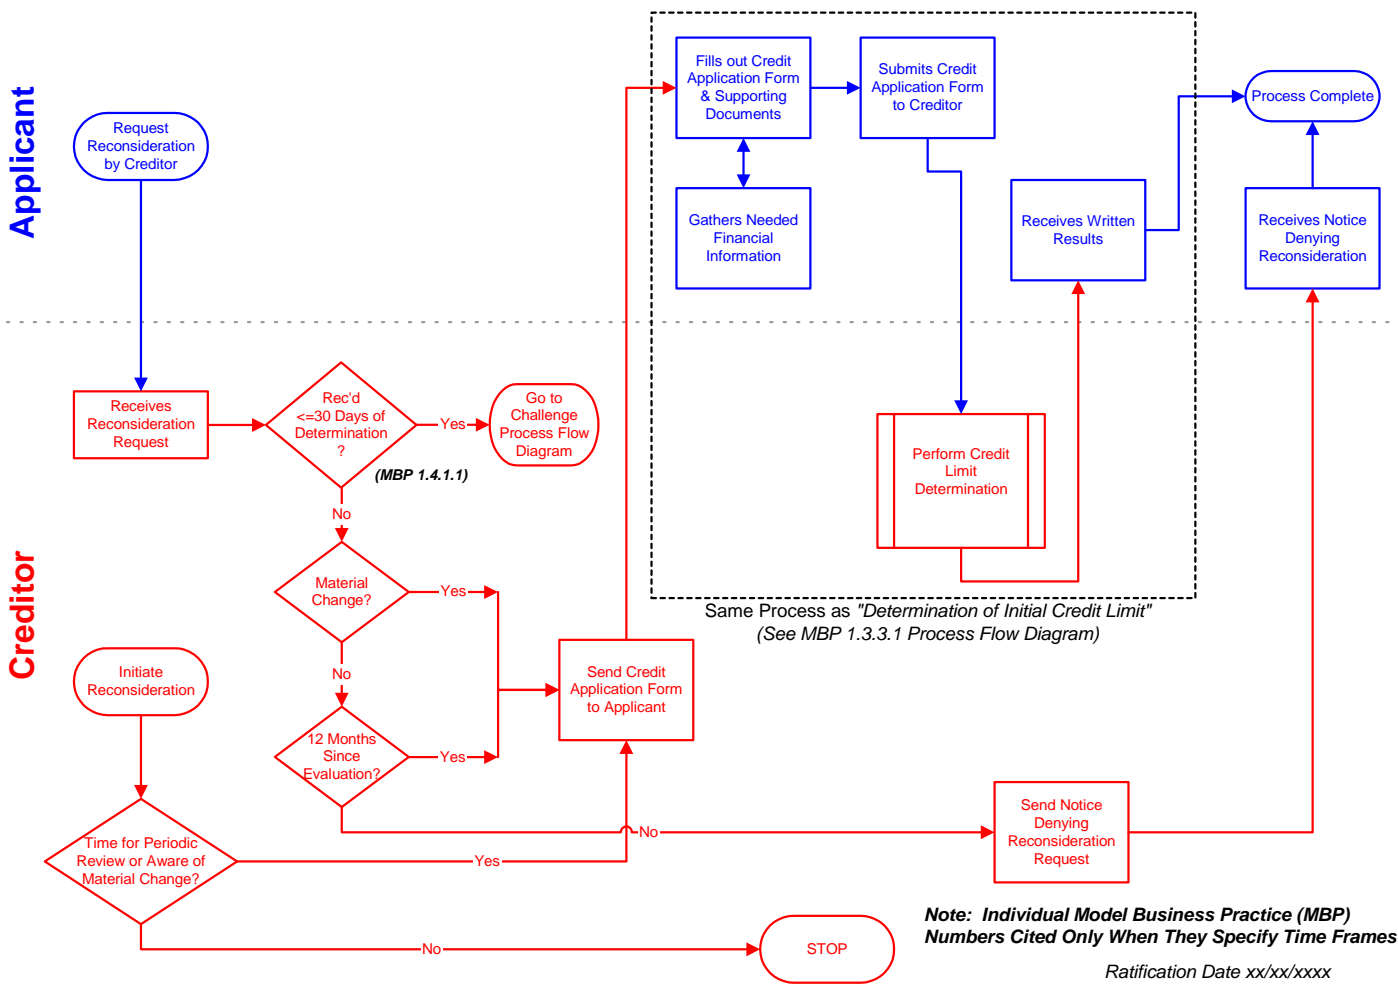 Applicant
Request
Reconsideration
by Creditor
Fills out Credit
Application Form
& Supporting
Documents
Submits Credit
Application Form
to Creditor
Process Complete
Gathers Needed
Financial
Information
Receives Written
Results
Receives Notice
Denying
Reconsideration
Creditor
Receives
Reconsideration
Request
Rec'd
<=30 Days of
Determination
?
(MBP 1.4.1.1)
Yes
Go to
Challenge
Process Flow
Diagram
Perform Credit
Limit
Determination
No
Material
Change?
Yes
Same Process as "Determination of Initial Credit Limit"
(See MBP 1.3.3.1 Process Flow Diagram)
No
Initiate
Reconsideration
Send Credit
Application Form
to Applicant
12 Months
Since
Evaluation?
Yes
No
Send Notice
Denying
Reconsideration
Request
Time for Periodic
Review or Aware of
Material Change?
Yes
No
STOP
Note:  Individual Model Business Practice (MBP)
Numbers Cited Only When They Specify Time Frames
Ratification Date xx/xx/xxxx